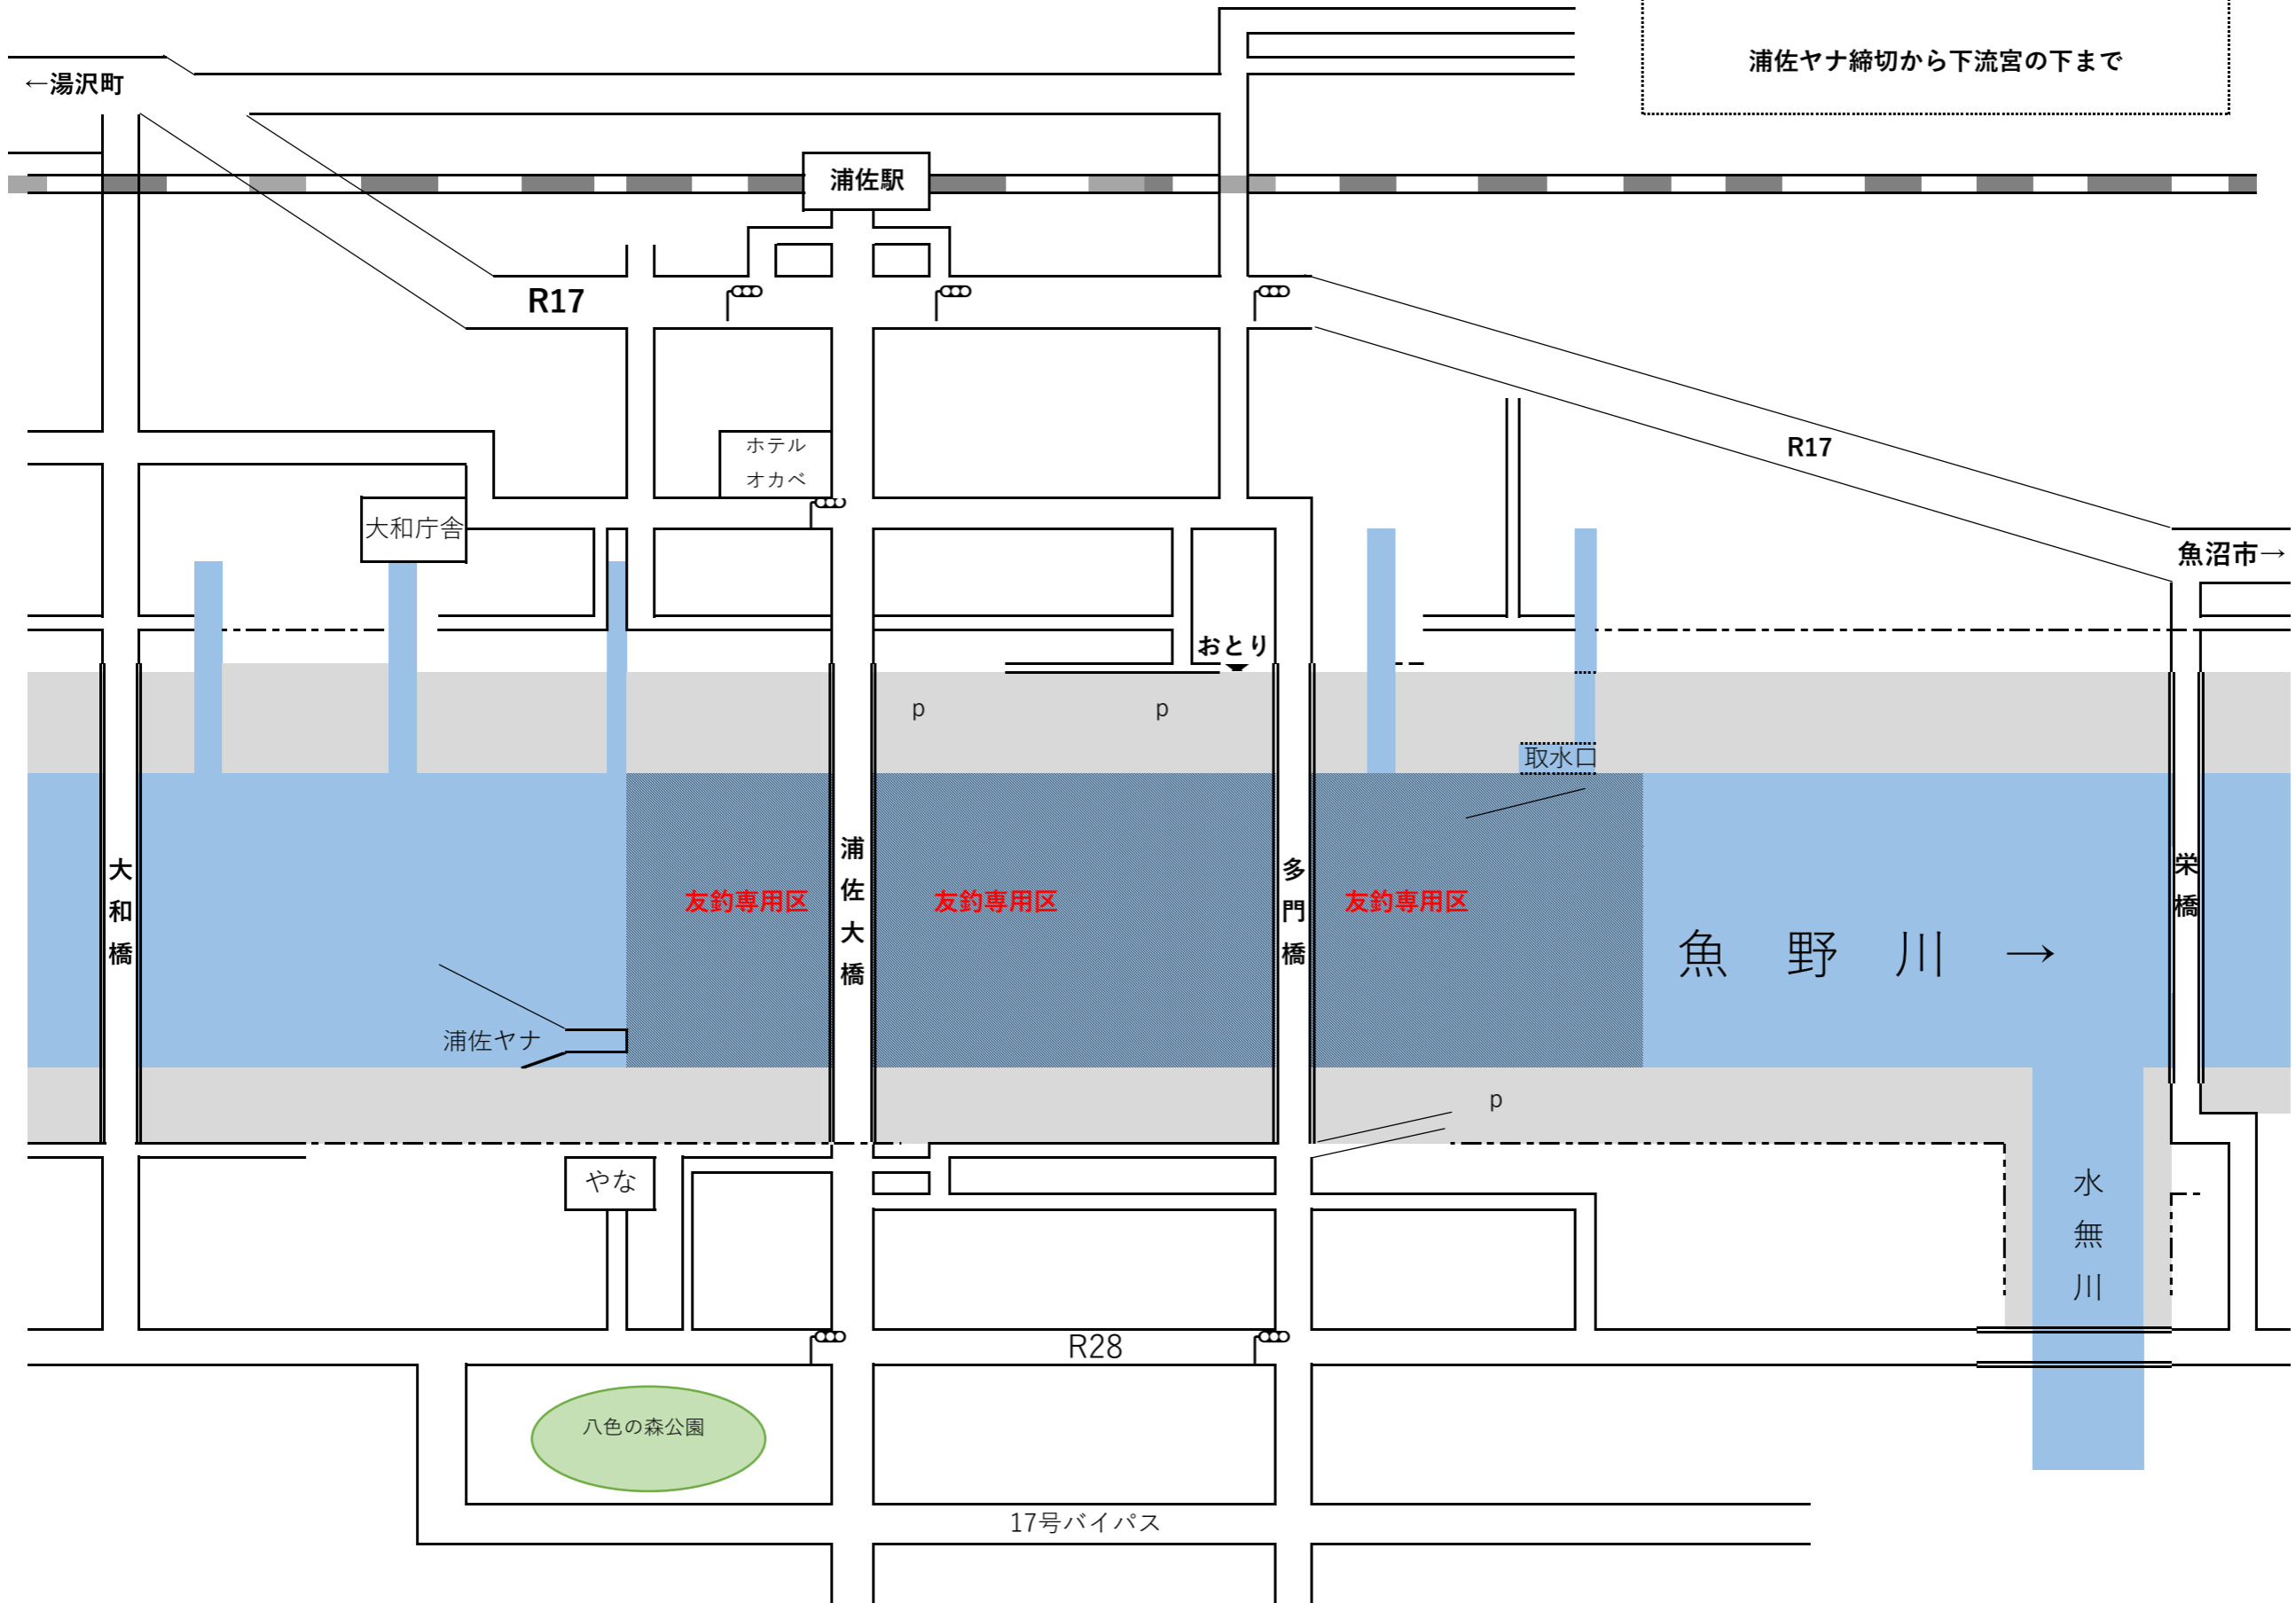 浦佐ヤナ締切から下流宮の下まで
←湯沢町
浦佐駅
R17
R17
ホテル
オカベ
大和庁舎
魚沼市→
おとり
p
p
取水口
大和橋
浦佐大橋
多門橋
栄橋
友釣専用区
友釣専用区
友釣専用区
魚野川→
浦佐ヤナ
p
やな
水無川
R28
八色の森公園
17号バイパス